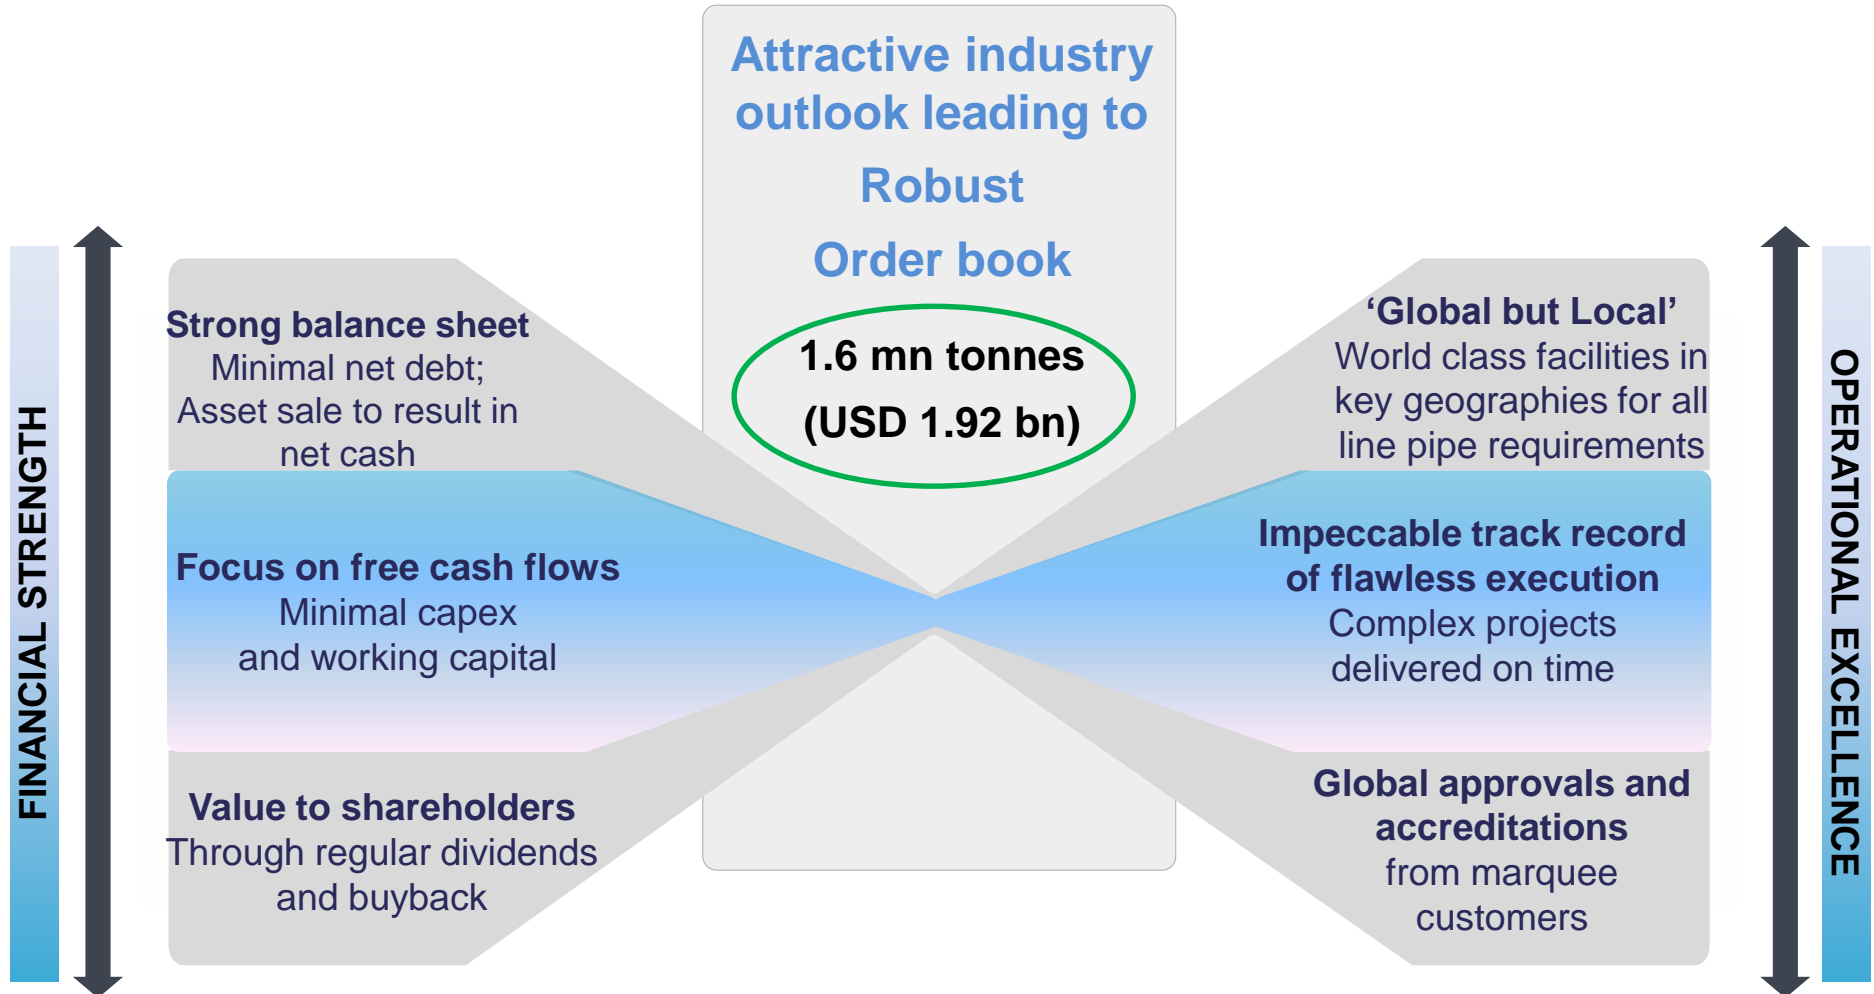 Attractive industry
outlook leading to
Robust
Order book
1.6 mn tonnes
(USD 1.92 bn)
FINANCIAL STRENGTH
Strong balance sheet
Minimal net debt;
Asset sale to result in
net cash
Focus on free cash flows
Minimal capex
and working capital
Value to shareholders
Through regular dividends
and buyback
‘Global but Local’
World class facilities in
key geographies for all
line pipe requirements
Impeccable track record
of flawless execution
Complex projects
delivered on time
Global approvals and
accreditations
from marquee
customers
OPERATIONAL EXCELLENCE